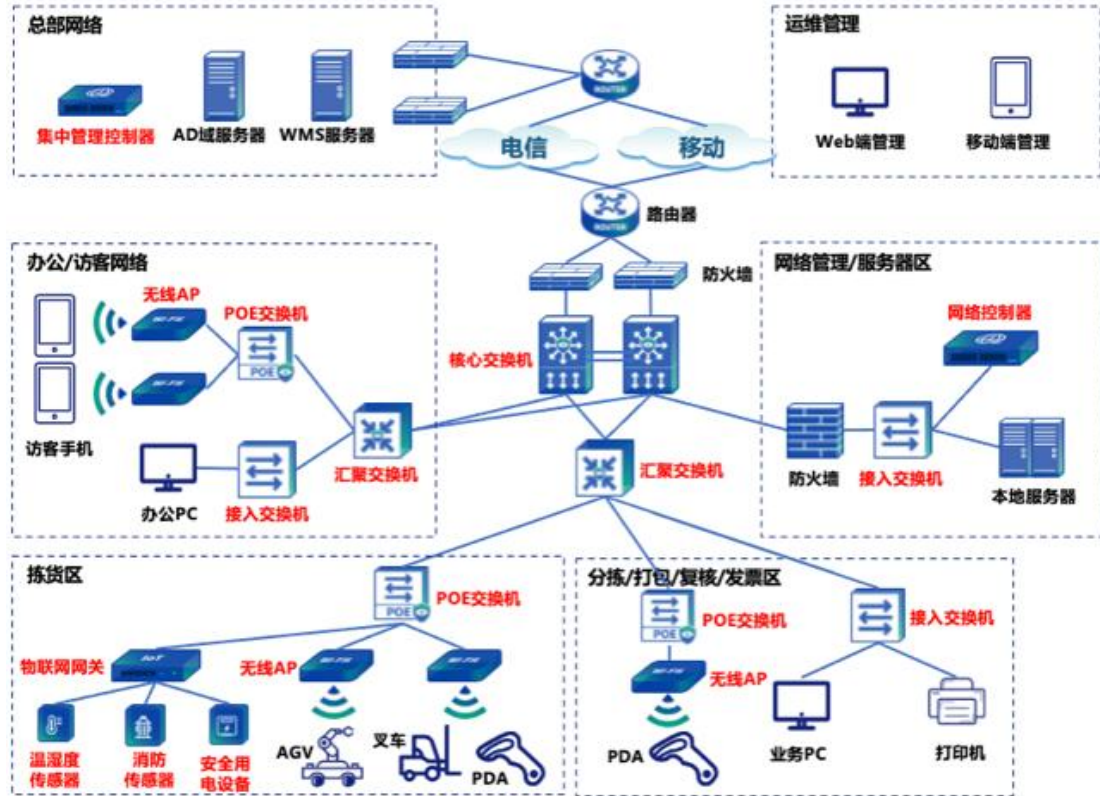 总部网络
集中管理控制器
AD域服务器
WMS服务器
ROUTER
电信
移动
运维管理
Web端管理
移动端管理
ROUTER
路由器
防火墙
核心交换机
办公/访客网络
无线AP
POE交换机
POE
访客手机
办公PC
接入交换机
汇聚交换机
汇聚交换机
网络管理/服务器区
网络控制器
防火墙
接入交换机
本地服务器
拣货区
POE
POE交换机
物联网网关
IoT
无线AP
温湿度
传感器
消防
传感器
安全用
电设备
AGV
叉车
PDA
分拣/打包/复核/发票区
POE
POE交换机
无线AP
PDA
接入交换机
业务PC
打印机